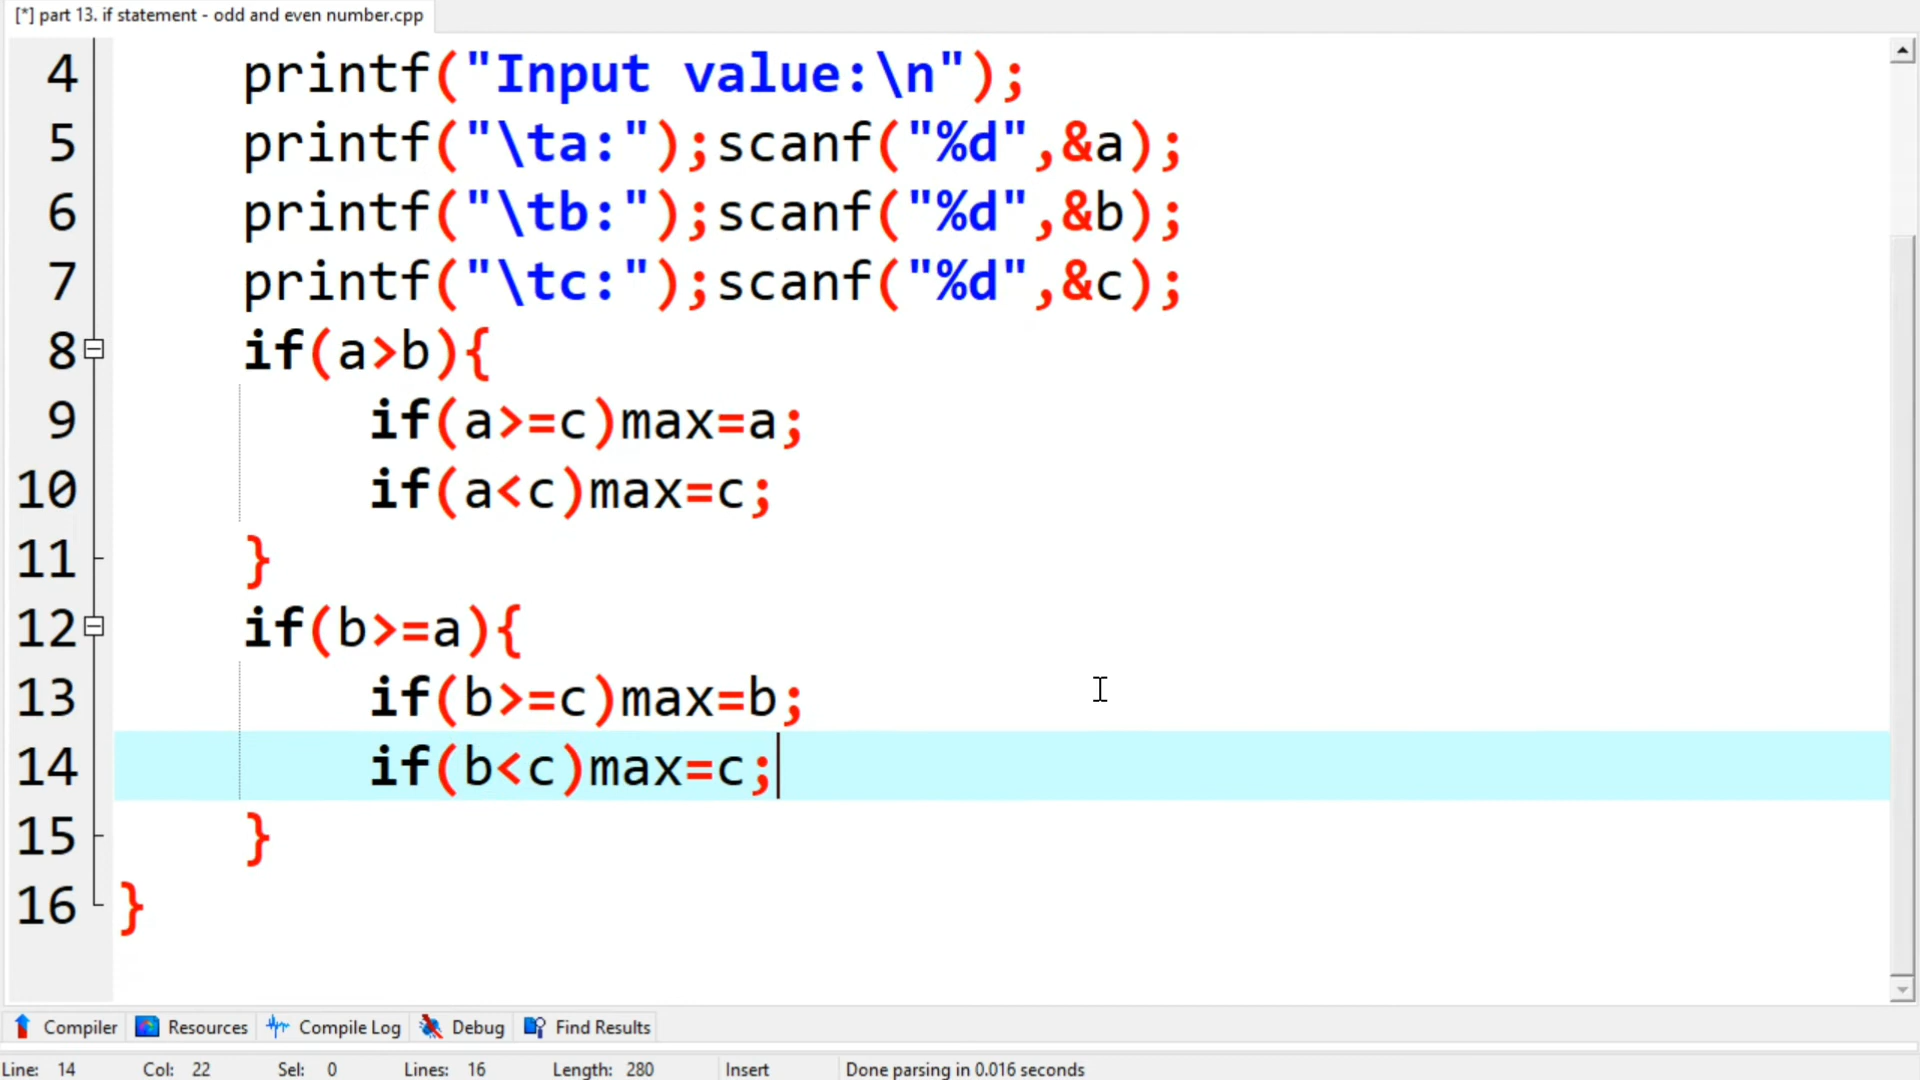 [*] part 13. if statement - odd and even number.cpp
4 printf("Input value:\n");
5 printf("\ta:");scanf("%d",&a);
6 printf("\tb:");scanf("%d",&b);
7 printf("\tc:");scanf("%d",&c);
8 if(a>b){
9 if(a>=c)max=a;
10 if(a<c)max=c;
11 }
12 if(b>=a){
13 if(b>=c)max=b;
14 if(b<c)max=c;
15 }
16 }
Compiler Resources Compile Log Debug Find Results
Line: 14 Col: 22 Sel: 0 Lines: 16 Length: 280 Insert Done parsing in 0.016 seconds